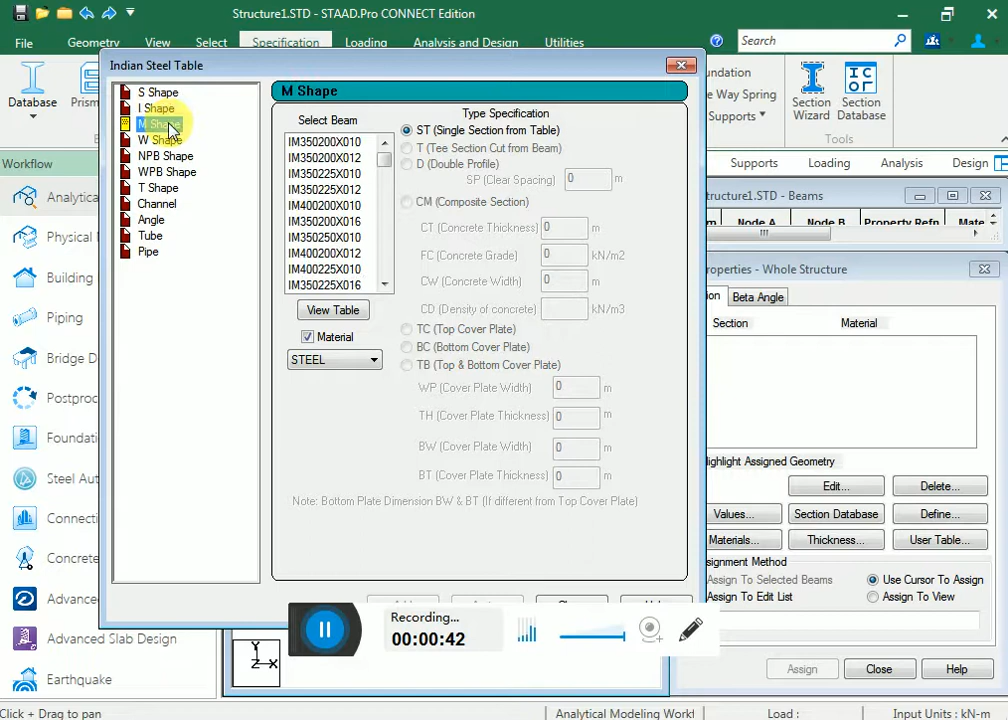 Structure1.STD - STAAD.Pro CONNECT Edition
File Geometry View Select Specification Loading Analysis and Design Utilities Search
Indian Steel Table
Database
Prism
Way Spring
Supports
Section Wizard
Section Database
Tools
Workflow
Supports Loading Analysis Design
Analytical
Physical M
Building
Piping
Bridge D
Postproc
Foundati
Steel Aut
Connecti
Concrete
Advance
Advanced Slab Design
Earthquake
S Shape
I Shape
M Shape
W Shape
NPB Shape
WPB Shape
T Shape
Channel
Angle
Tube
Pipe
M Shape
Select Beam
IM350200X010
IM350200X012
IM350225X010
IM350225X012
IM400200X010
IM350200X016
IM350250X010
IM400200X012
IM400225X010
IM350225X016
View Table
Material
STEEL
Type Specification
ST (Single Section from Table)
T (Tee Section Cut from Beam)
D (Double Profile)
SP (Clear Spacing) 0 m
CM (Composite Section)
CT (Concrete Thickness) 0 m
FC (Concrete Grade) 0 kN/m2
CW (Concrete Width) 0 m
CD (Density of concrete) kN/m3
TC (Top Cover Plate)
BC (Bottom Cover Plate)
TB (Top & Bottom Cover Plate)
WP (Cover Plate Width) 0 m
TH (Cover Plate Thickness) 0 m
BW (Cover Plate Width) 0 m
BT (Cover Plate Thickness) 0 m
Note: Bottom Plate Dimension BW & BT (If different from Top Cover Plate)
Recording...
00:00:42
Structure1.STD - Beams
Node A Node B Property Refn Mate
roperties - Whole Structure
Beta Angle
Section Material
Highlight Assigned Geometry
Edit... Delete...
Values... Section Database Define...
Materials... Thickness... User Table...
ssignment Method
Assign To Selected Beams Use Cursor To Assign
Assign To Edit List Assign To View
Assign Close Help
Y
Z X
Click + Drag to pan Analytical Modeling Workf Load : Input Units : kN-m